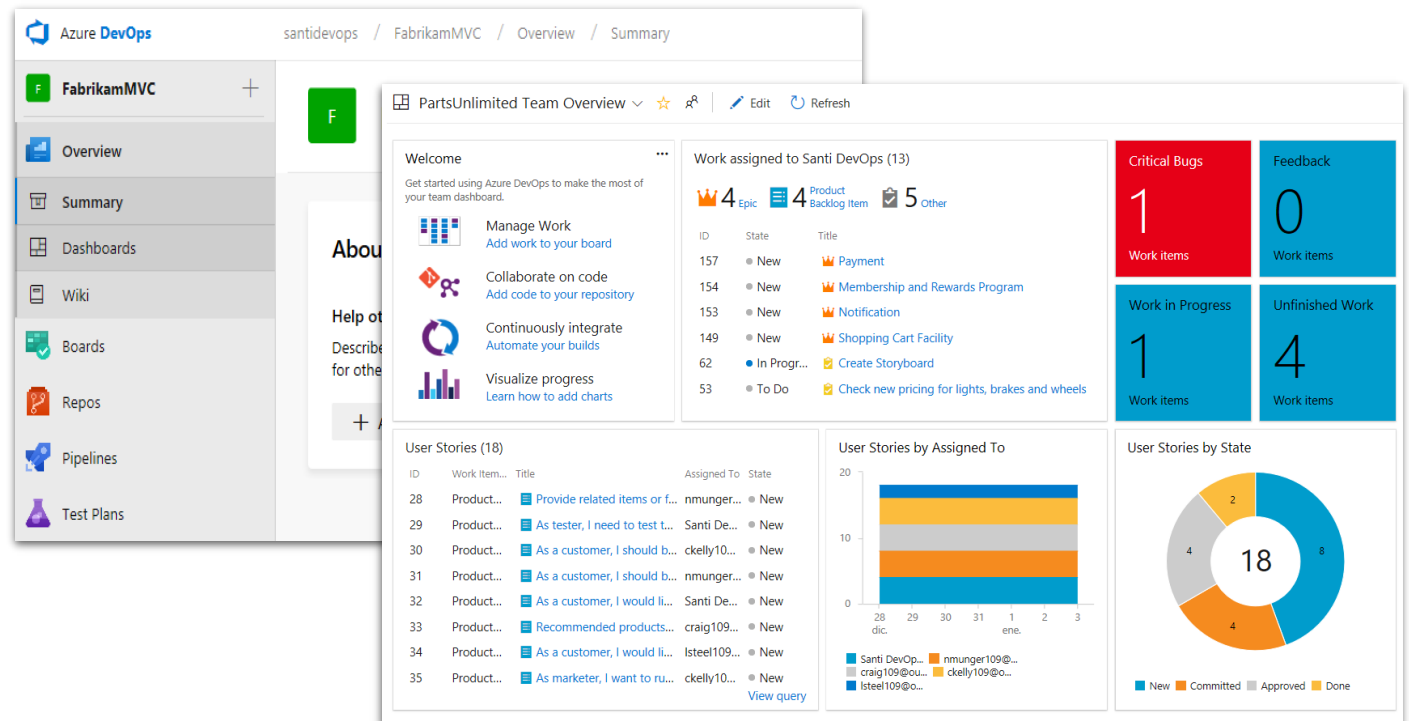 Azure DevOps
santidevops / FabrikamMVC / Overview / Summary
F FabrikamMVC +
Overview
Summary
Dashboards
Wiki
Boards
Repos
Pipelines
Test Plans
F
Abou
Help ot
Describe
for othe
+
PartsUnlimited Team Overview
Edit
Refresh
Welcome ...
Get started using Azure DevOps to make the most of
your team dashboard.
Manage Work
Add work to your board
Collaborate on code
Add code to your repository
Continuously integrate
Automate your builds
Visualize progress
Learn how to add charts
Work assigned to Santi DevOps (13)
4 Epic
4 Product
Backlog Item
5 Other
ID State Title
157 New Payment
154 New Membership and Rewards Program
153 New Notification
149 New Shopping Cart Facility
62 In Progr... Create Storyboard
53 To Do Check new pricing for lights, brakes and wheels
Critical Bugs
1
Work items
Feedback
0
Work items
Work in Progress
1
Work items
Unfinished Work
4
Work items
User Stories (18)
ID Work Item... Title Assigned To State
28 Product... Provide related items or f... nmunger... New
29 Product... As tester, I need to test t... Santi De... New
30 Product... As a customer, I should b... ckelly10... New
31 Product... As a customer, I should b... nmunger... New
32 Product... As a customer, I would li... Santi De... New
33 Product... Recommended products... craig109... New
34 Product... As a customer, I would li... lsteel109... New
35 Product... As marketer, I want to ru... ckelly10... New
View query
User Stories by Assigned To
20
10
0
28 29 30 31 1 2 3
dic. ene.
Santi DevOp... nmunger109@...
craig109@ou... ckelly109@o...
lsteel109@o...
User Stories by State
2
8
4
18
4
New Committed Approved Done